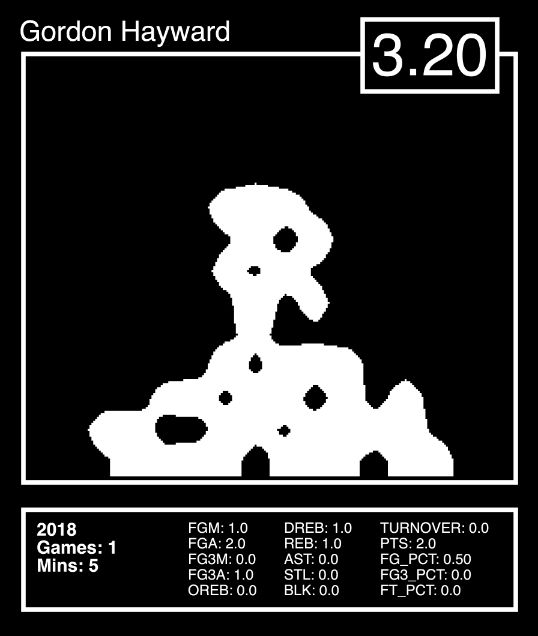 Gordon Hayward
3.20
2018
Games: 1
Mins: 5
FGM: 1.0
FGA: 2.0
FG3M: 0.0
FG3A: 1.0
OREB: 0.0
DREB: 1.0
REB: 1.0
AST: 0.0
STL: 0.0
BLK: 0.0
TURNOVER: 0.0
PTS: 2.0
FG_PCT: 0.50
FG3_PCT: 0.0
FT_PCT: 0.0